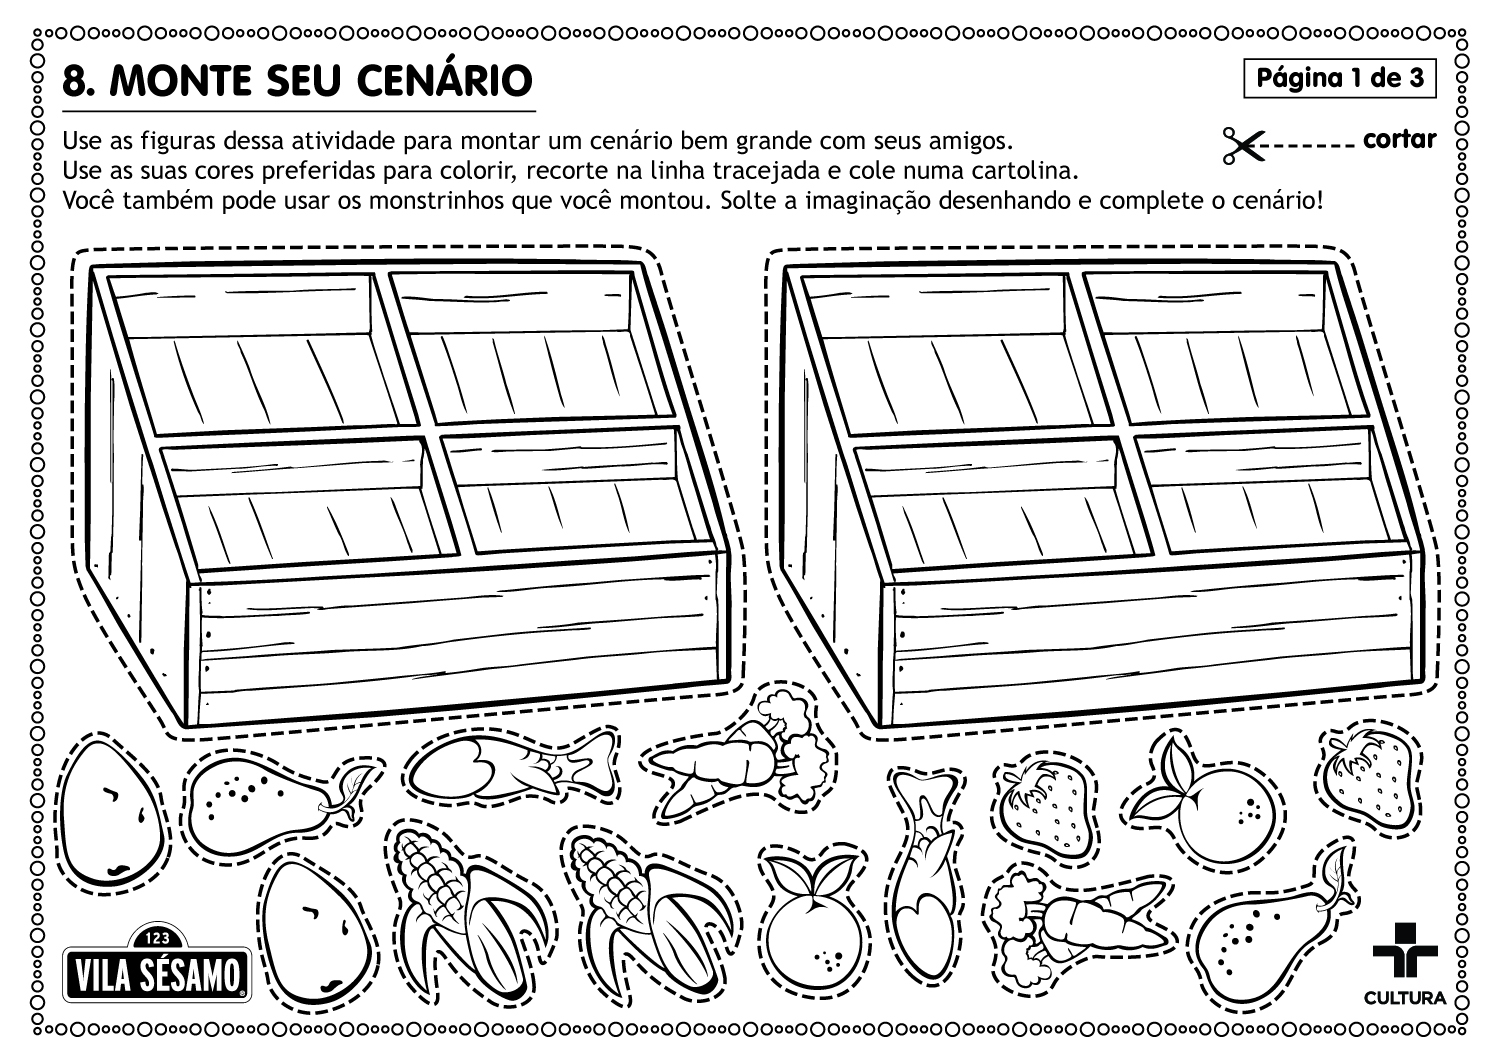 8. MONTE SEU CENÁRIO
Página 1 de 3
Use as figuras dessa atividade para montar um cenário bem grande com seus amigos.
cortar
Use as suas cores preferidas para colorir, recorte na linha tracejada e cole numa cartolina.
Você também pode usar os monstrinhos que você montou. Solte a imaginação desenhando e complete o cenário!
123
VILA SÉSAMO
CULTURA